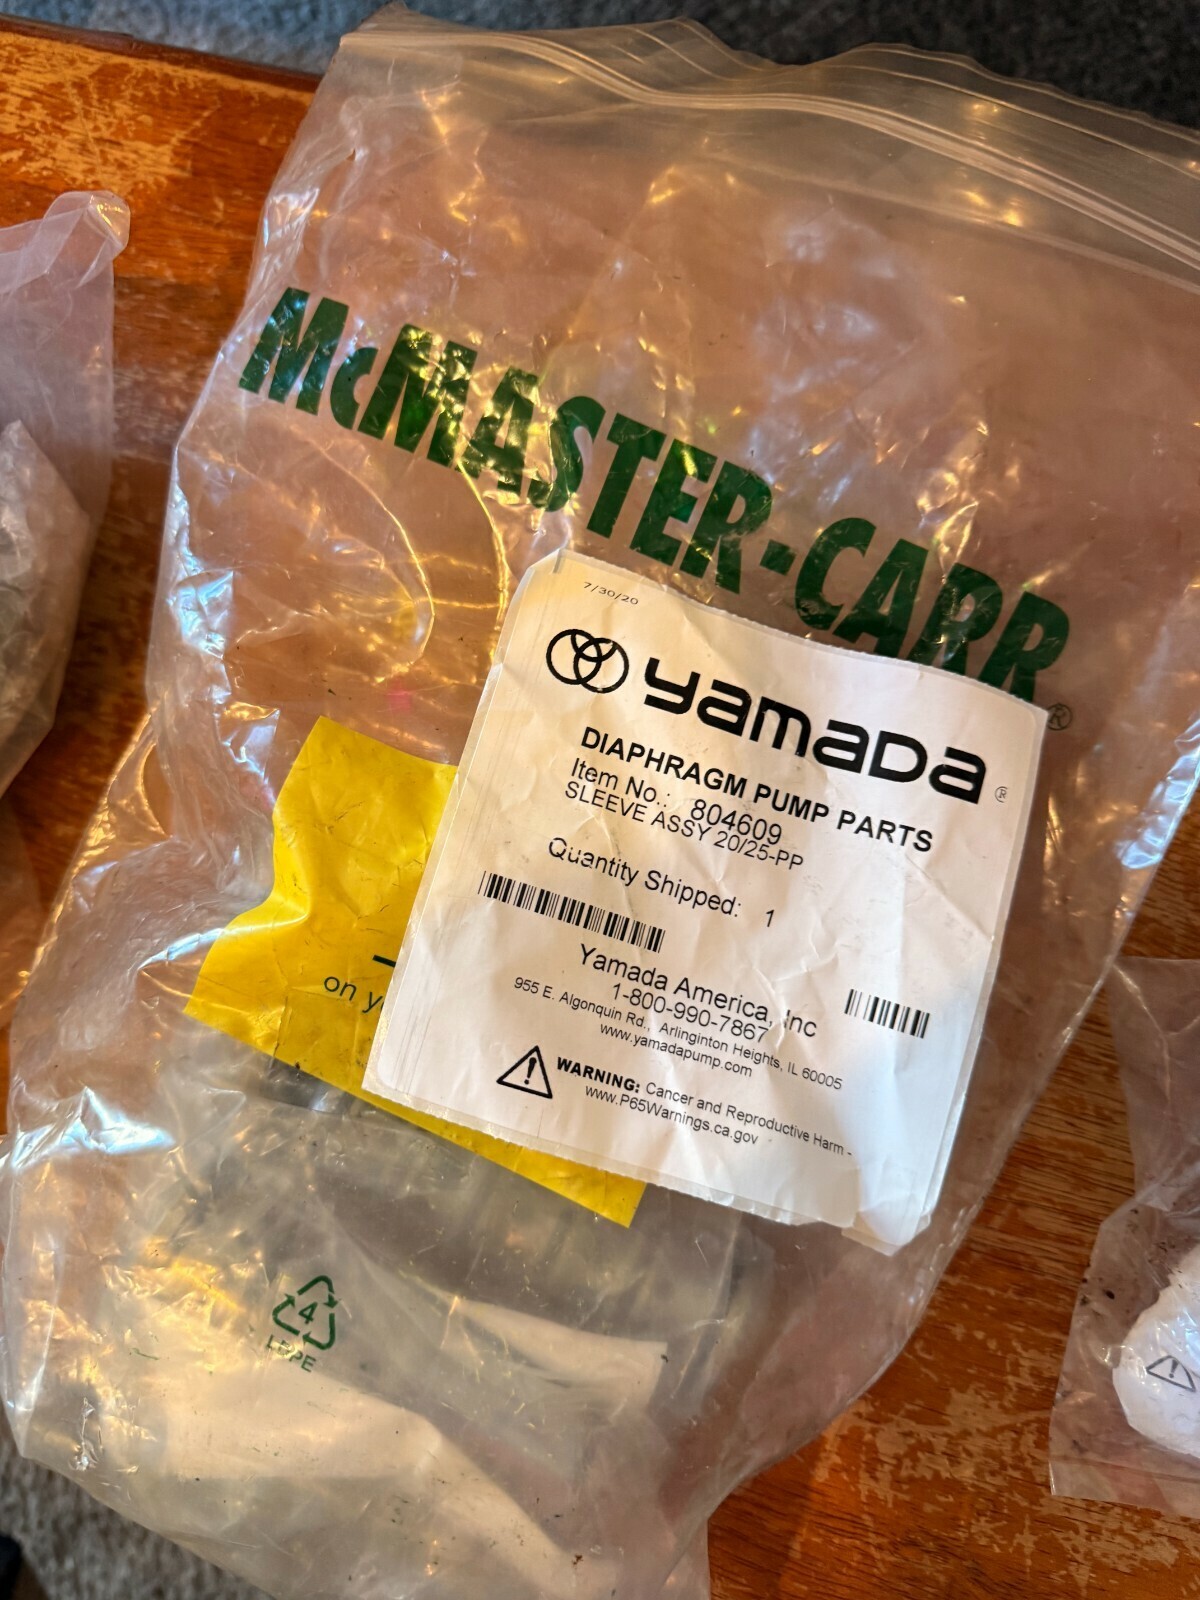 McMASTER-CARR®
7/30/20
yamaDa®
DIAPHRAGM PUMP PARTS
Item No.: 804609
SLEEVE ASSY 20/25-PP
Quantity Shipped: 1
Yamada America, Inc
1-800-990-7867
955 E. Algonquin Rd., Arlinginton Heights, IL 60005
www.yamadapump.com
WARNING: Cancer and Reproductive Harm -
www.P65Warnings.ca.gov
on
4
LDPE